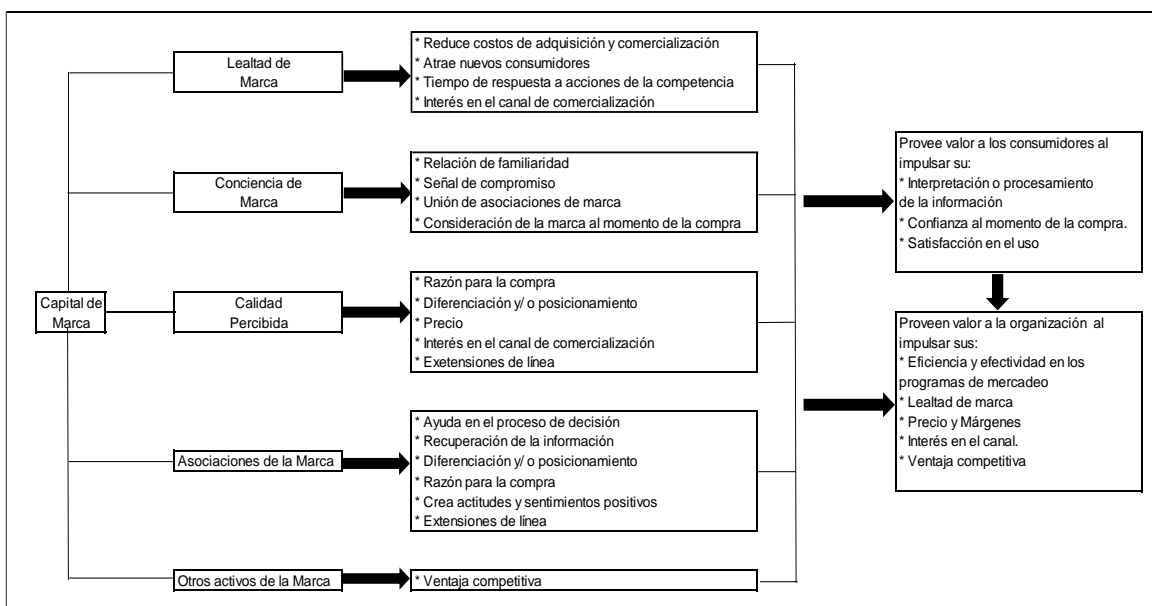 Lealtad de
Marca
* Reduce costos de adquisición y comercialización
* Atrae nuevos consumidores
* Tiempo de respuesta a acciones de la competencia
* Interés en el canal de comercialización
Conciencia de
Marca
* Relación de familiaridad
* Señal de compromiso
* Unión de asociaciones de marca
* Consideración de la marca al momento de la compra
Capital de
Marca
Calidad
Percibida
* Razón para la compra
* Diferenciación y/ o posicionamiento
* Precio
* Interés en el canal de comercialización
* Exetensiones de línea
Asociaciones de la Marca
* Ayuda en el proceso de decisión
* Recuperación de la información
* Diferenciación y/ o posicionamiento
* Razón para la compra
* Crea actitudes y sentimientos positivos
* Extensiones de línea
Otros activos de la Marca
* Ventaja competitiva
Provee valor a los consumidores al
impulsar su:
* Interpretación o procesamiento
de la información
* Confianza al momento de la compra.
* Satisfacción en el uso
Proveen valor a la organización al
impulsar sus:
* Eficiencia y efectividad en los
programas de mercadeo
* Lealtad de marca
* Precio y Márgenes
* Interés en el canal.
* Ventaja competitiva